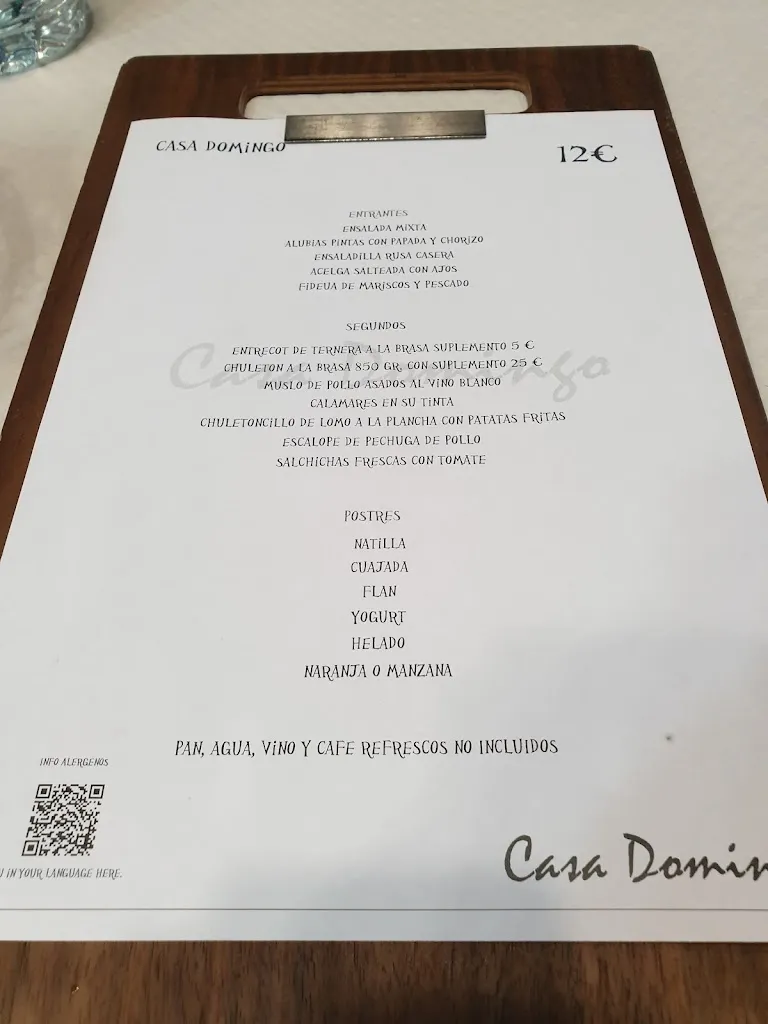 CASA DOMINGO
12€
ENTRANTES
ENSALADA MIXTA
ALUBIAS PINTAS CON PAPADA Y CHORIZO
ENSALADILLA RUSA CASERA
ACELGA SALTEADA CON AJOS
FIDEUA DE MARISCOS Y PESCADO
SEGUNDOS
ENTRECOT DE TERNERA A LA BRASA SUPLEMENTO 5 €
CHULETON A LA BRASA 850 GR. CON SUPLEMENTO 25 €
MUSLO DE POLLO ASADOS AL VINO BLANCO
CALAMARES EN SU TINTA
CHULETONCILLO DE LOMO A LA PLANCHA CON PATATAS FRITAS
ESCALOPE DE PECHUGA DE POLLO
SALCHICHAS FRESCAS CON TOMATE
Casa Domingo
POSTRES
NATILLA
CUAJADA
FLAN
YOGURT
HELADO
NARANJA O MANZANA
PAN, AGUA, VINO Y CAFE REFRESCOS NO INCLUIDOS
INFO ALERGENOS
U IN YOUR LANGUAGE HERE.
Casa Domin